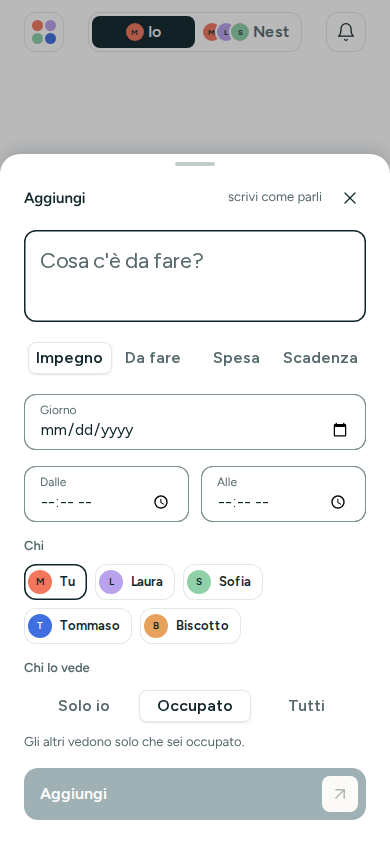 M Io M L S Nest
Aggiungi scrivi come parli
Cosa c'è da fare?
Impegno Da fare Spesa Scadenza
Giorno
mm/dd/yyyy
Dalle Alle
--:-- -- --:-- --
Chi
M Tu L Laura S Sofia
T Tommaso B Biscotto
Chi lo vede
Solo io Occupato Tutti
Gli altri vedono solo che sei occupato.
Aggiungi